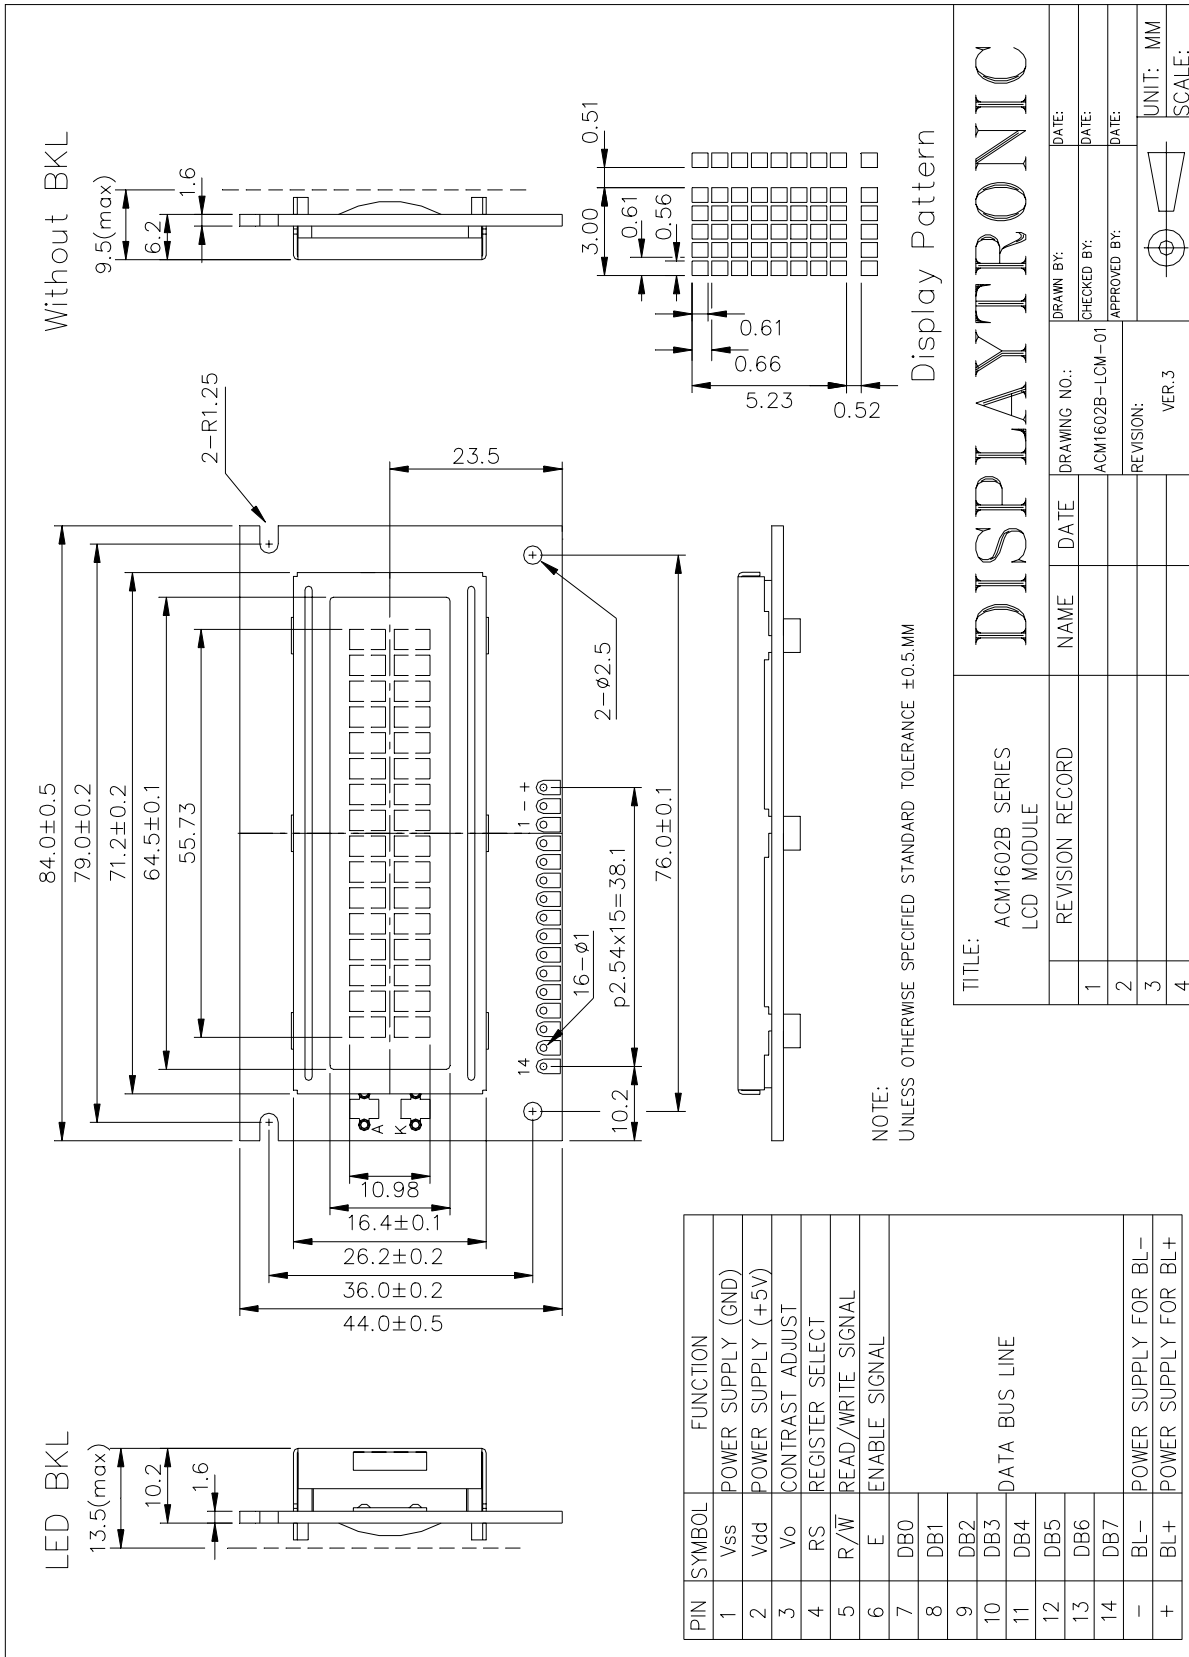 LED BKL
13.5(max)
10.2
1.6
84.0±0.5
79.0±0.2
71.2±0.2
64.5±0.1
55.73
2-R1.25
Without BKL
9.5(max)
6.2
1.6
10.98
16.4±0.1
26.2±0.2
36.0±0.2
44.0±0.5
A
K
23.5
14
1 - +
16-ø1
p2.54x15=38.1
10.2
76.0±0.1
2-ø2.5
3.00
0.51
0.61
0.56
0.61
0.66
5.23
0.52
Display Pattern
NOTE:
UNLESS OTHERWISE SPECIFIED STANDARD TOLERANCE ±0.5.MM
PIN SYMBOL FUNCTION
1 Vss POWER SUPPLY (GND)
2 Vdd POWER SUPPLY (+5V)
3 Vo CONTRAST ADJUST
4 RS REGISTER SELECT
5 R/W̅ READ/WRITE SIGNAL
6 E ENABLE SIGNAL
7 DB0
8 DB1
9 DB2
10 DB3
DATA BUS LINE
11 DB4
12 DB5
13 DB6
14 DB7
- BL- POWER SUPPLY FOR BL-
+ BL+ POWER SUPPLY FOR BL+
TITLE:
ACM1602B SERIES
LCD MODULE
DISPLAYTRONIC
REVISION RECORD NAME DATE
1
2
3
4
DRAWING NO.:
ACM1602B-LCM-01
REVISION:
VER.3
DRAWN BY: DATE:
CHECKED BY: DATE:
APPROVED BY: DATE:
UNIT: MM
SCALE: